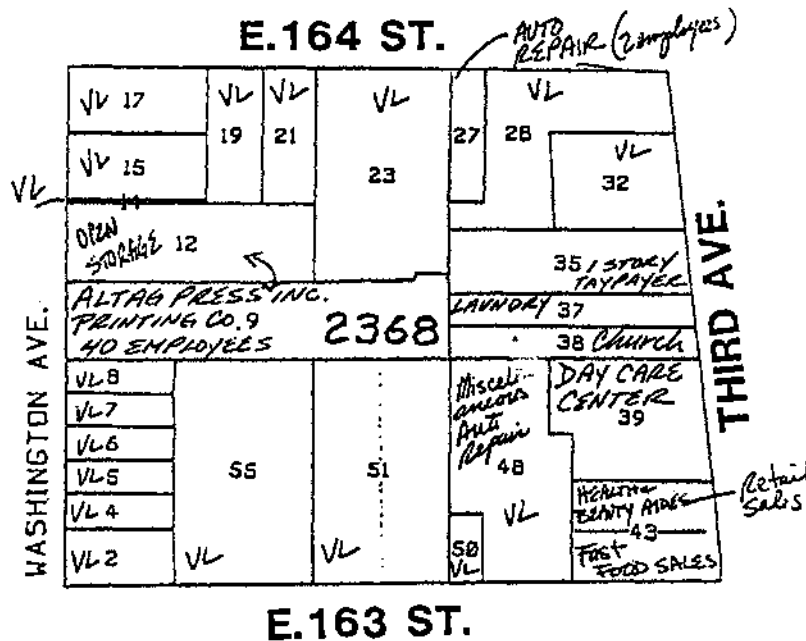 E.164 ST.
AUTO
REPAIR (2 employees)
VL 17
VL
19
VL
21
VL
23
27
VL
28
VL
32
VL 15
VL
OPEN
STORAGE 12
35 1 STORY
TAXPAYER
ALTAG PRESS INC.
PRINTING CO. 9
40 EMPLOYEES
2368
LAUNDRY 37
38 Church
WASHINGTON AVE.
THIRD AVE.
VL 8
VL 7
VL 6
VL 5
VL 4
VL 2
55
VL
51
VL
Miscel-
aneous
Auto
Repair
48
VL
50
VL
DAY CARE
CENTER
39
HEALTH &
BEAUTY AIDES
Retail
Sales
43
Fast
FOOD SALES
E.163 ST.